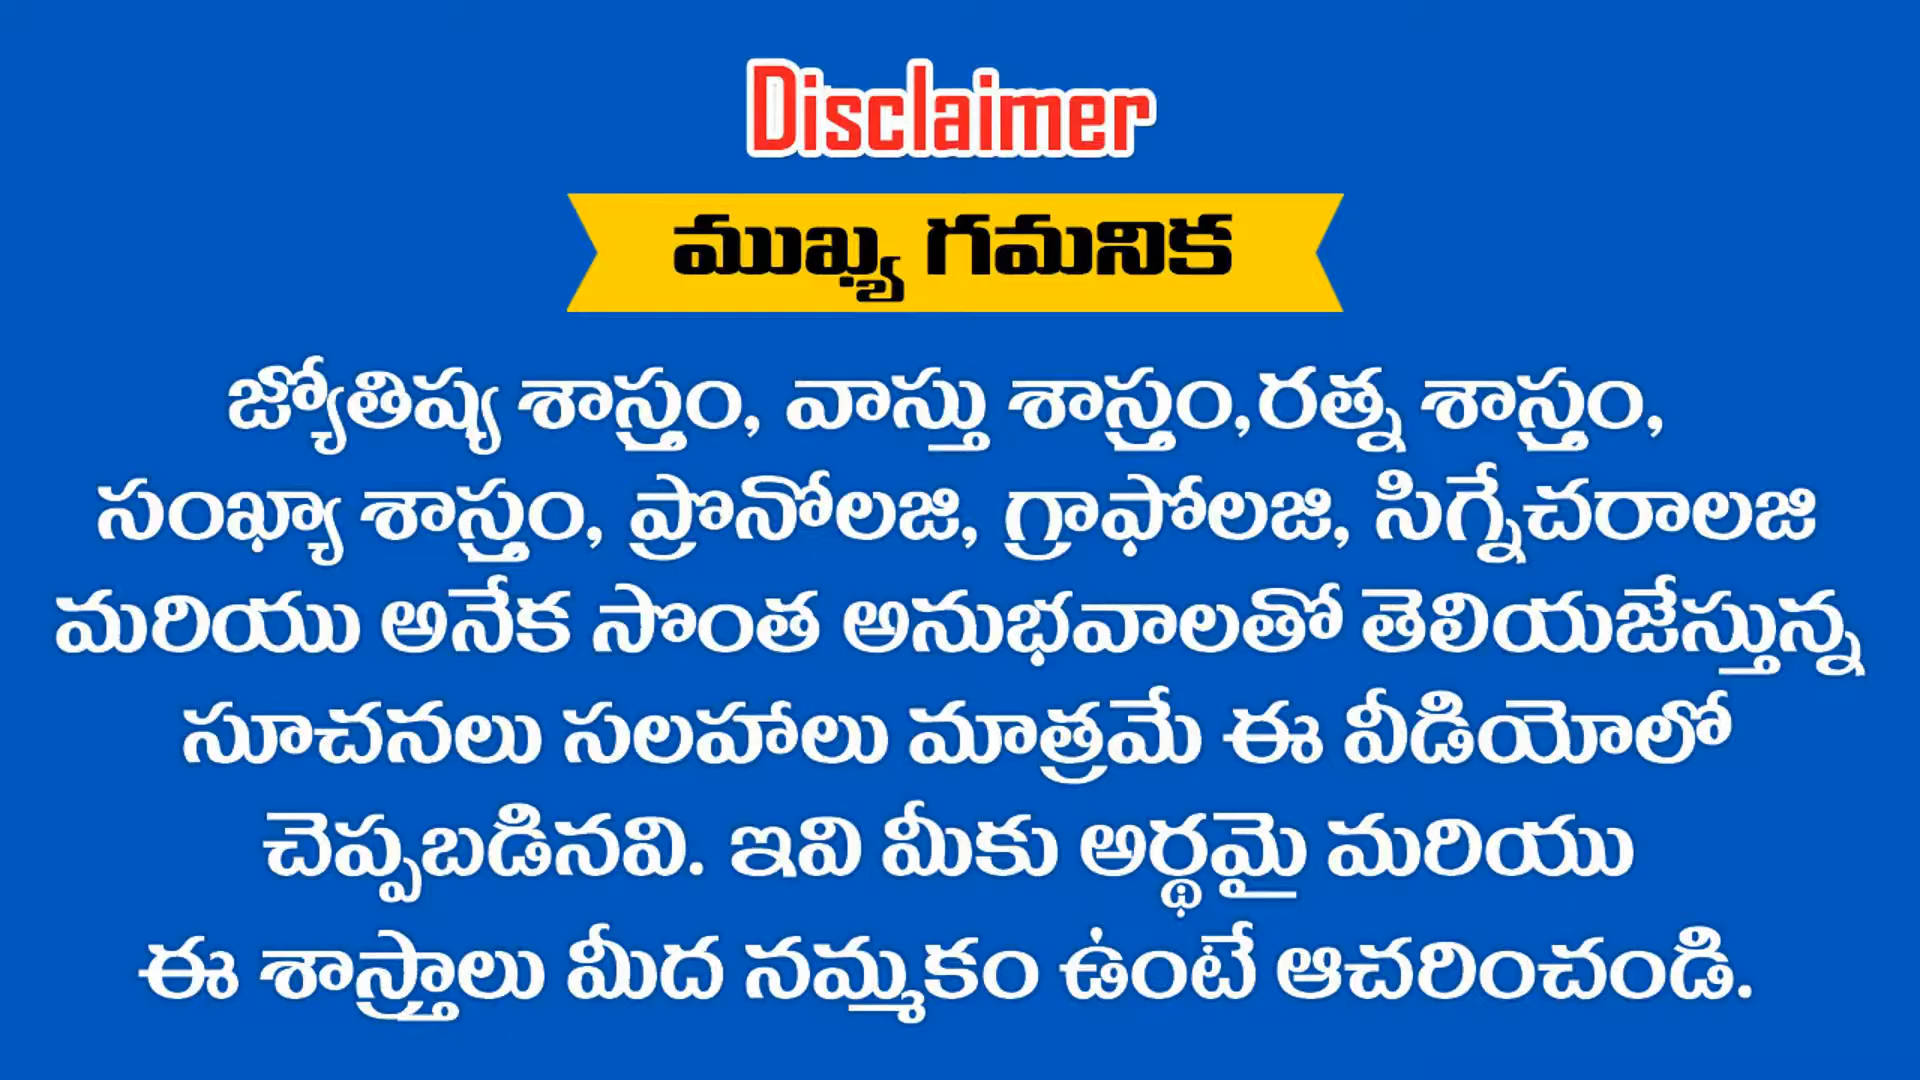 Disclaimer
ముఖ్య గమనిక
జ్యోతిష్య శాస్త్రం, వాస్తు శాస్త్రం,రత్న శాస్త్రం,
సంఖ్యా శాస్త్రం, ప్రొనోలజి, గ్రాఫోలజి, సిగ్నేచరాలజి
మరియు అనేక సొంత అనుభవాలతో తెలియజేస్తున్న
సూచనలు సలహాలు మాత్రమే ఈ వీడియోలో
చెప్పబడినవి. ఇవి మీకు అర్థమై మరియు
ఈ శాస్త్రాలు మీద నమ్మకం ఉంటే ఆచరించండి.